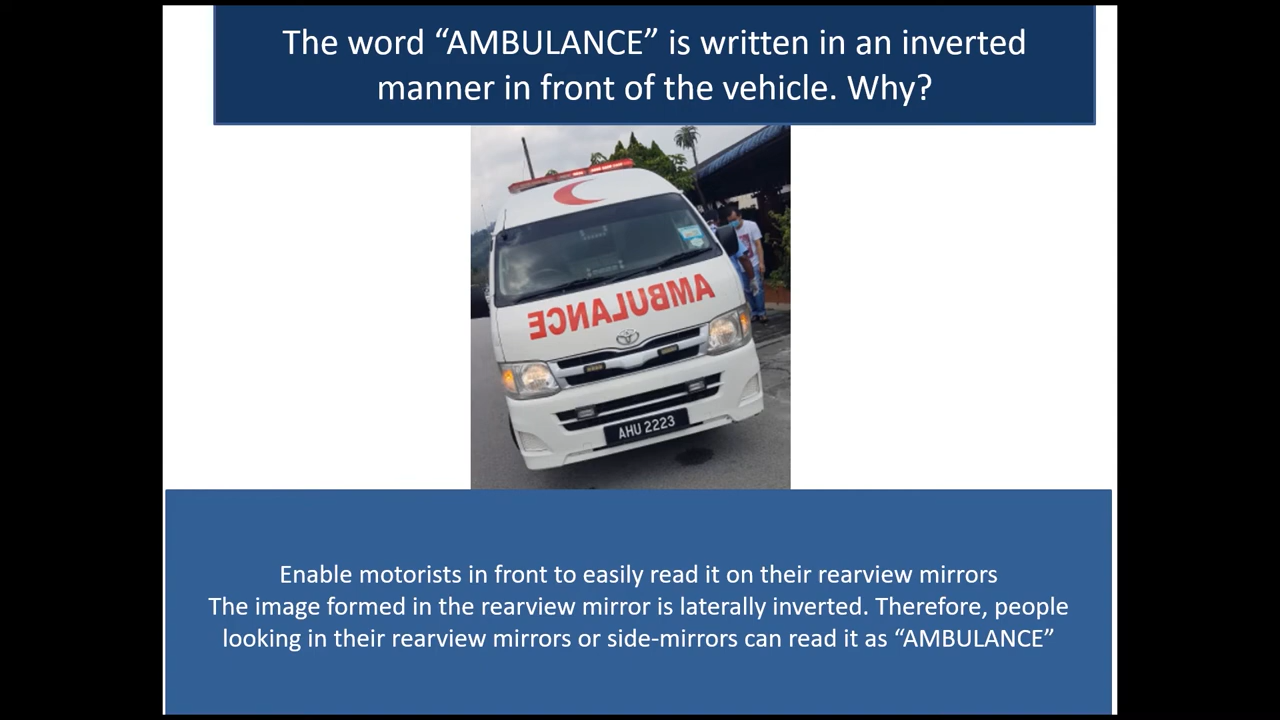 The word “AMBULANCE” is written in an inverted
manner in front of the vehicle. Why?
AMBULANCE
AHU 2223
Enable motorists in front to easily read it on their rearview mirrors
The image formed in the rearview mirror is laterally inverted. Therefore, people
looking in their rearview mirrors or side-mirrors can read it as “AMBULANCE”